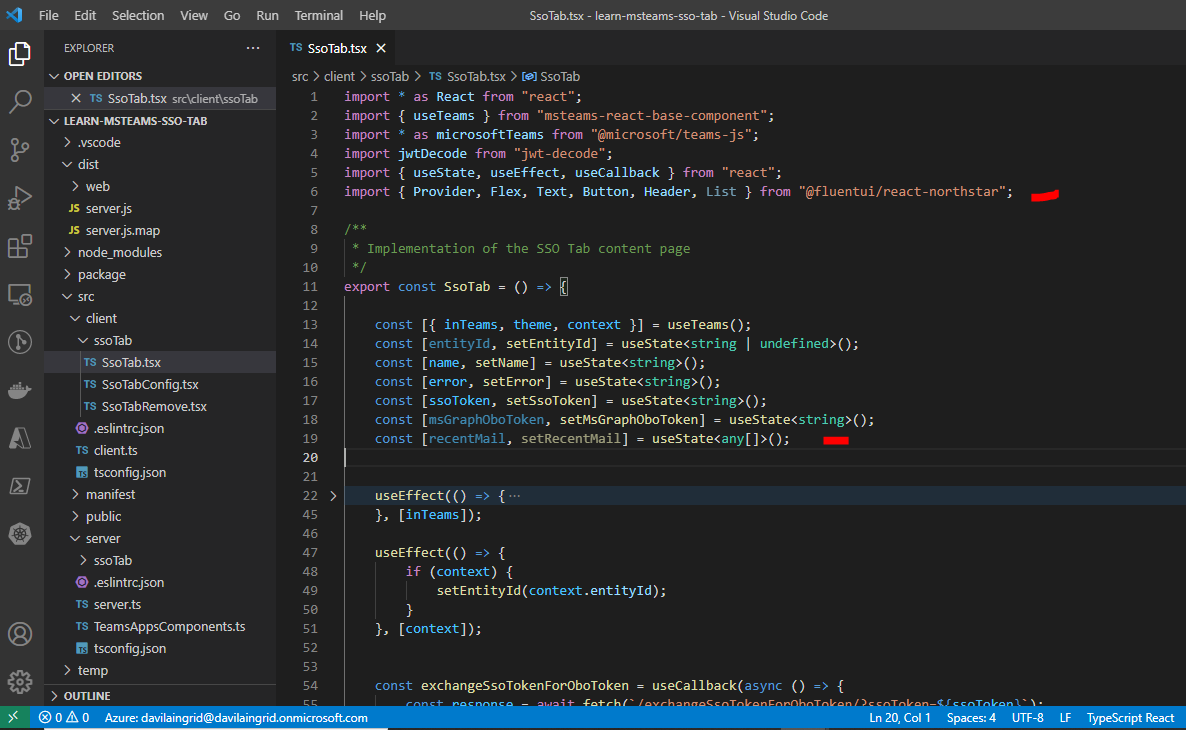 File Edit Selection View Go Run Terminal Help SsoTab.tsx - learn-msteams-sso-tab - Visual Studio Code
EXPLORER ···
OPEN EDITORS
TS SsoTab.tsx src\client\ssoTab
LEARN-MSTEAMS-SSO-TAB
.vscode
dist
web
JS server.js
JS server.js.map
node_modules
package
src
client
ssoTab
TS SsoTab.tsx
TS SsoTabConfig.tsx
TS SsoTabRemove.tsx
.eslintrc.json
TS client.ts
TS tsconfig.json
manifest
public
server
ssoTab
.eslintrc.json
TS server.ts
TS TeamsAppsComponents.ts
TS tsconfig.json
temp
OUTLINE
TS SsoTab.tsx
src > client > ssoTab > TS SsoTab.tsx > SsoTab
1 import * as React from "react";
2 import { useTeams } from "msteams-react-base-component";
3 import * as microsoftTeams from "@microsoft/teams-js";
4 import jwtDecode from "jwt-decode";
5 import { useState, useEffect, useCallback } from "react";
6 import { Provider, Flex, Text, Button, Header, List } from "@fluentui/react-northstar";
7
8 /**
9 * Implementation of the SSO Tab content page
10 */
11 export const SsoTab = () => {
12
13 const [{ inTeams, theme, context }] = useTeams();
14 const [entityId, setEntityId] = useState<string | undefined>();
15 const [name, setName] = useState<string>();
16 const [error, setError] = useState<string>();
17 const [ssoToken, setSsoToken] = useState<string>();
18 const [msGraphOboToken, setMsGraphOboToken] = useState<string>();
19 const [recentMail, setRecentMail] = useState<any[]>();
20
21
22 useEffect(() => { ···
45 }, [inTeams]);
46
47 useEffect(() => {
48 if (context) {
49 setEntityId(context.entityId);
50 }
51 }, [context]);
52
53
54 const exchangeSsoTokenForOboToken = useCallback(async () => {
55 const response = await fetch(`/exchangeSsoTokenForOboToken/?ssoToken=${ssoToken}`);
0 0 Azure: davilaingrid@davilaingrid.onmicrosoft.com Ln 20, Col 1 Spaces: 4 UTF-8 LF TypeScript React